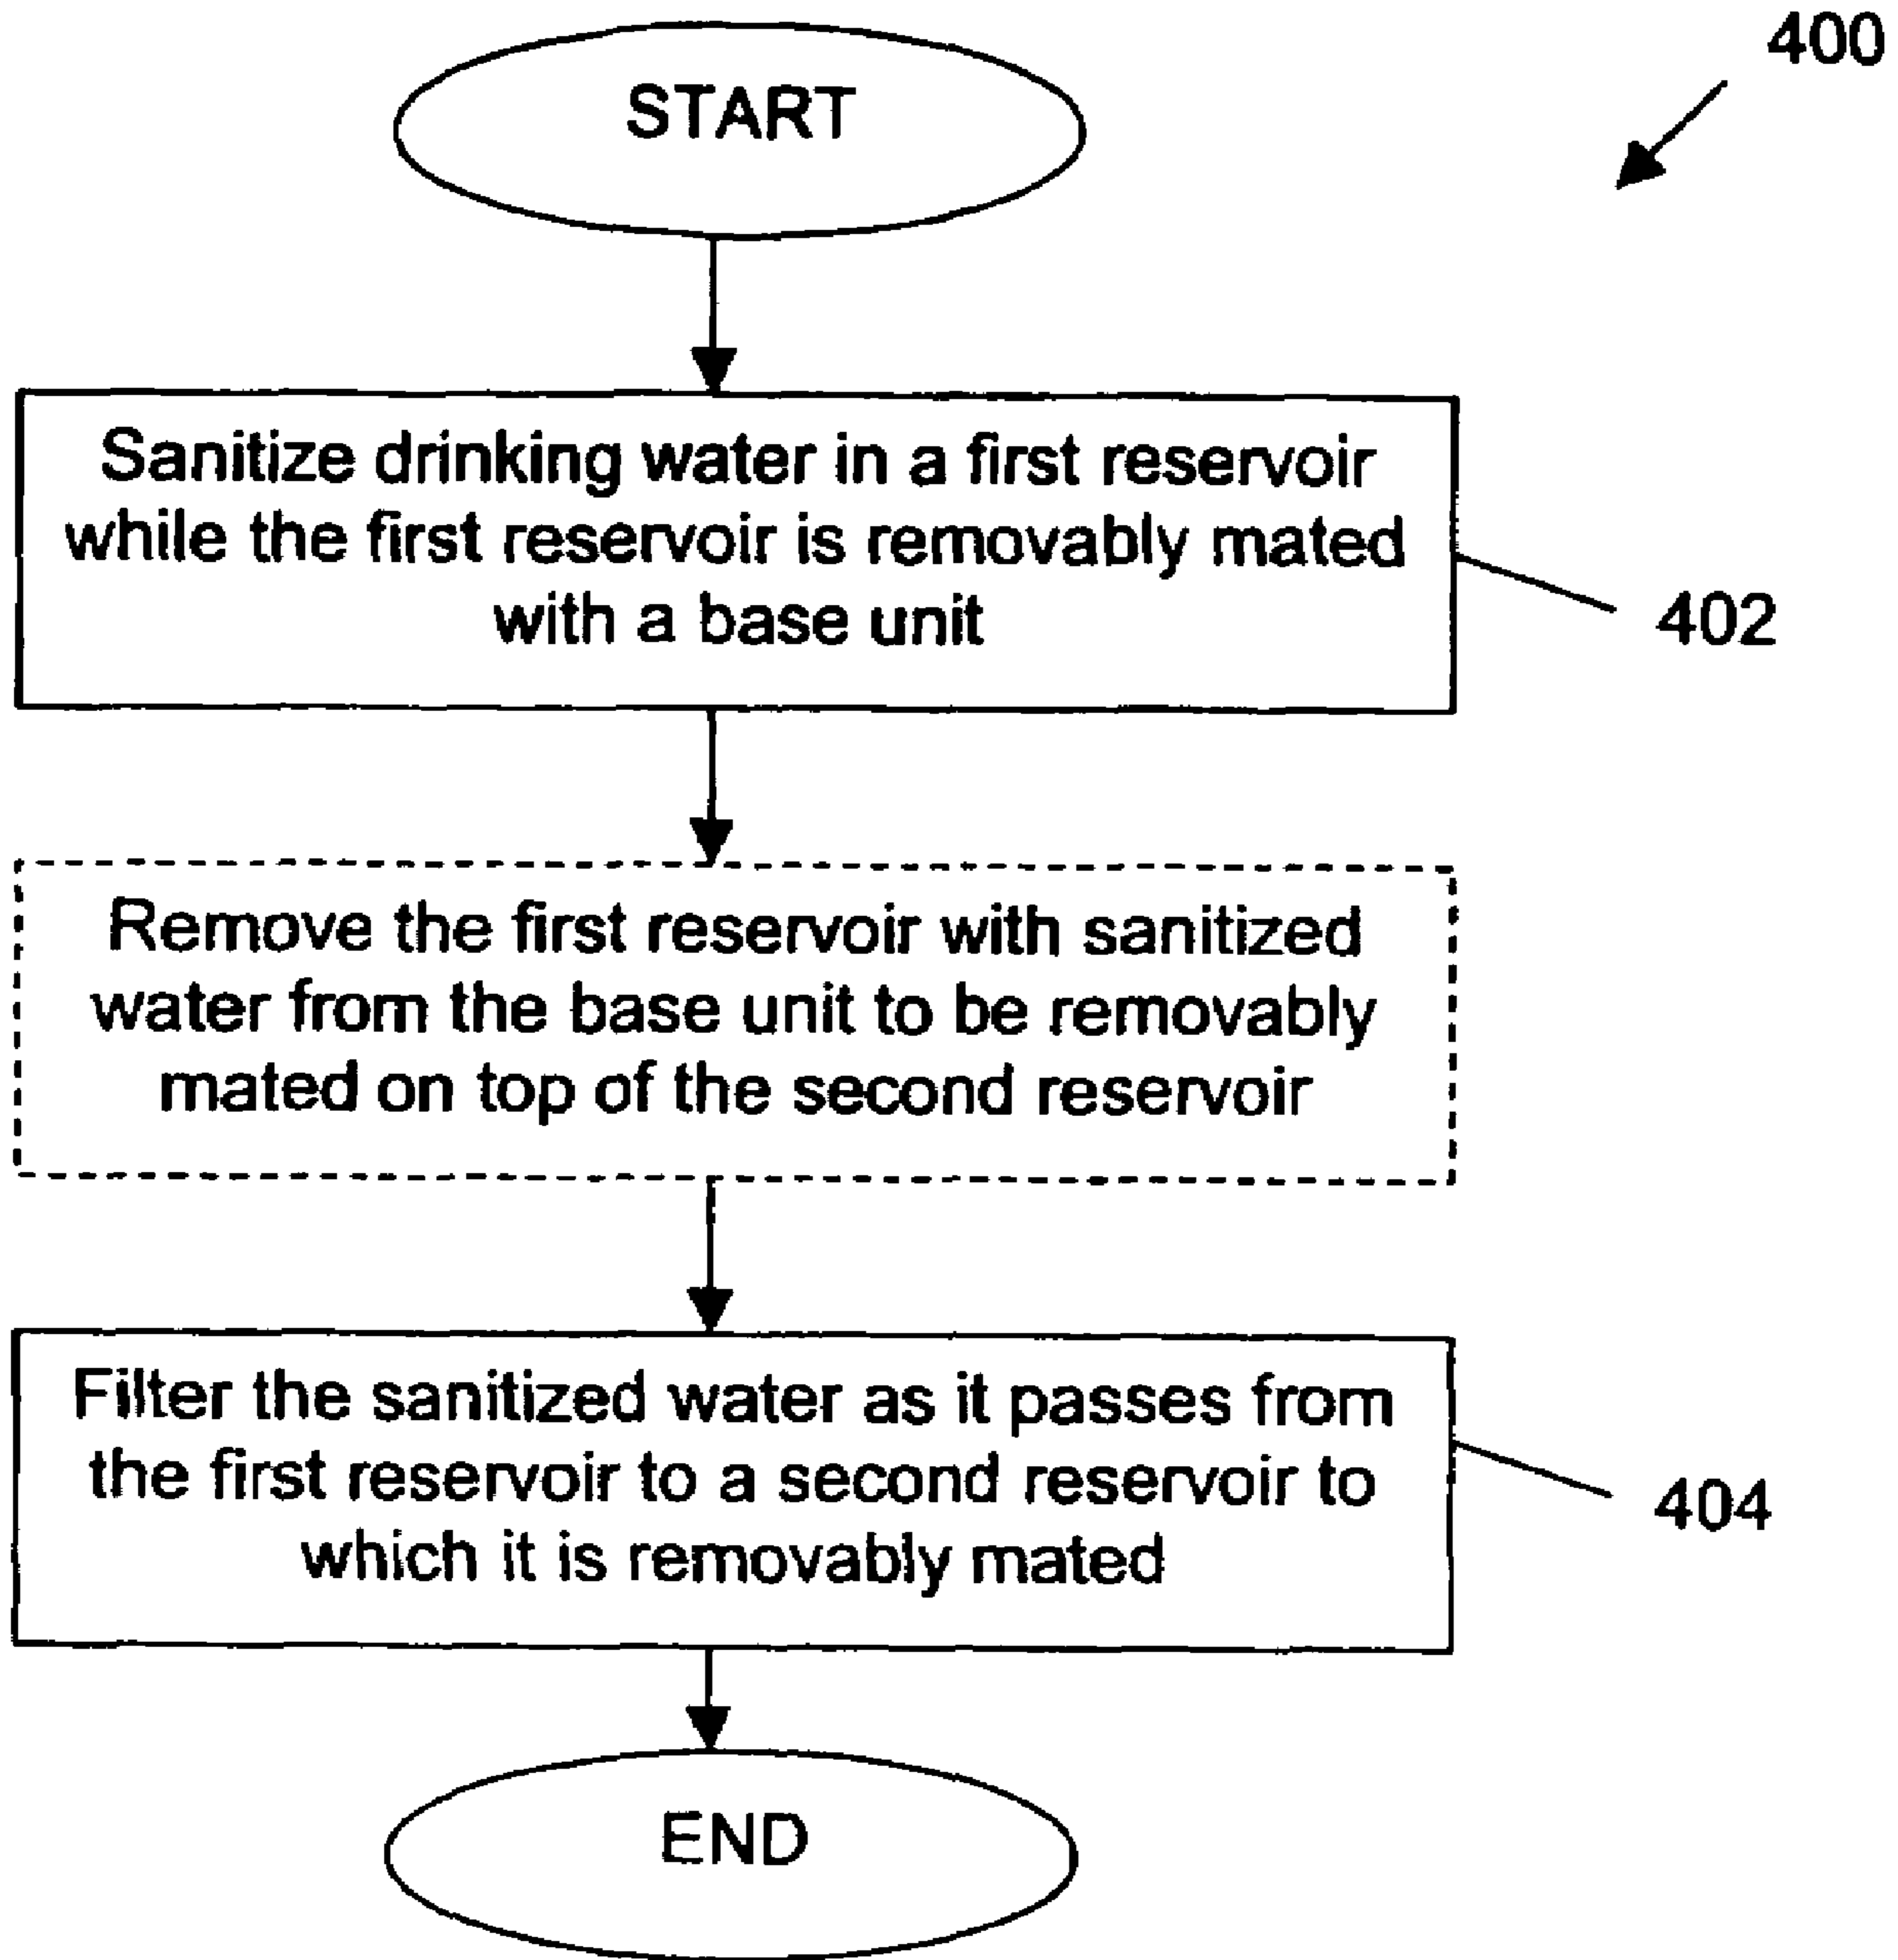 START
400
Sanitize drinking water in a first reservoir
while the first reservoir is removably mated
with a base unit
402
Remove the first reservoir with sanitized
water from the base unit to be removably
mated on top of the second reservoir
Filter the sanitized water as it passes from
the first reservoir to a second reservoir to
which it is removably mated
404
END